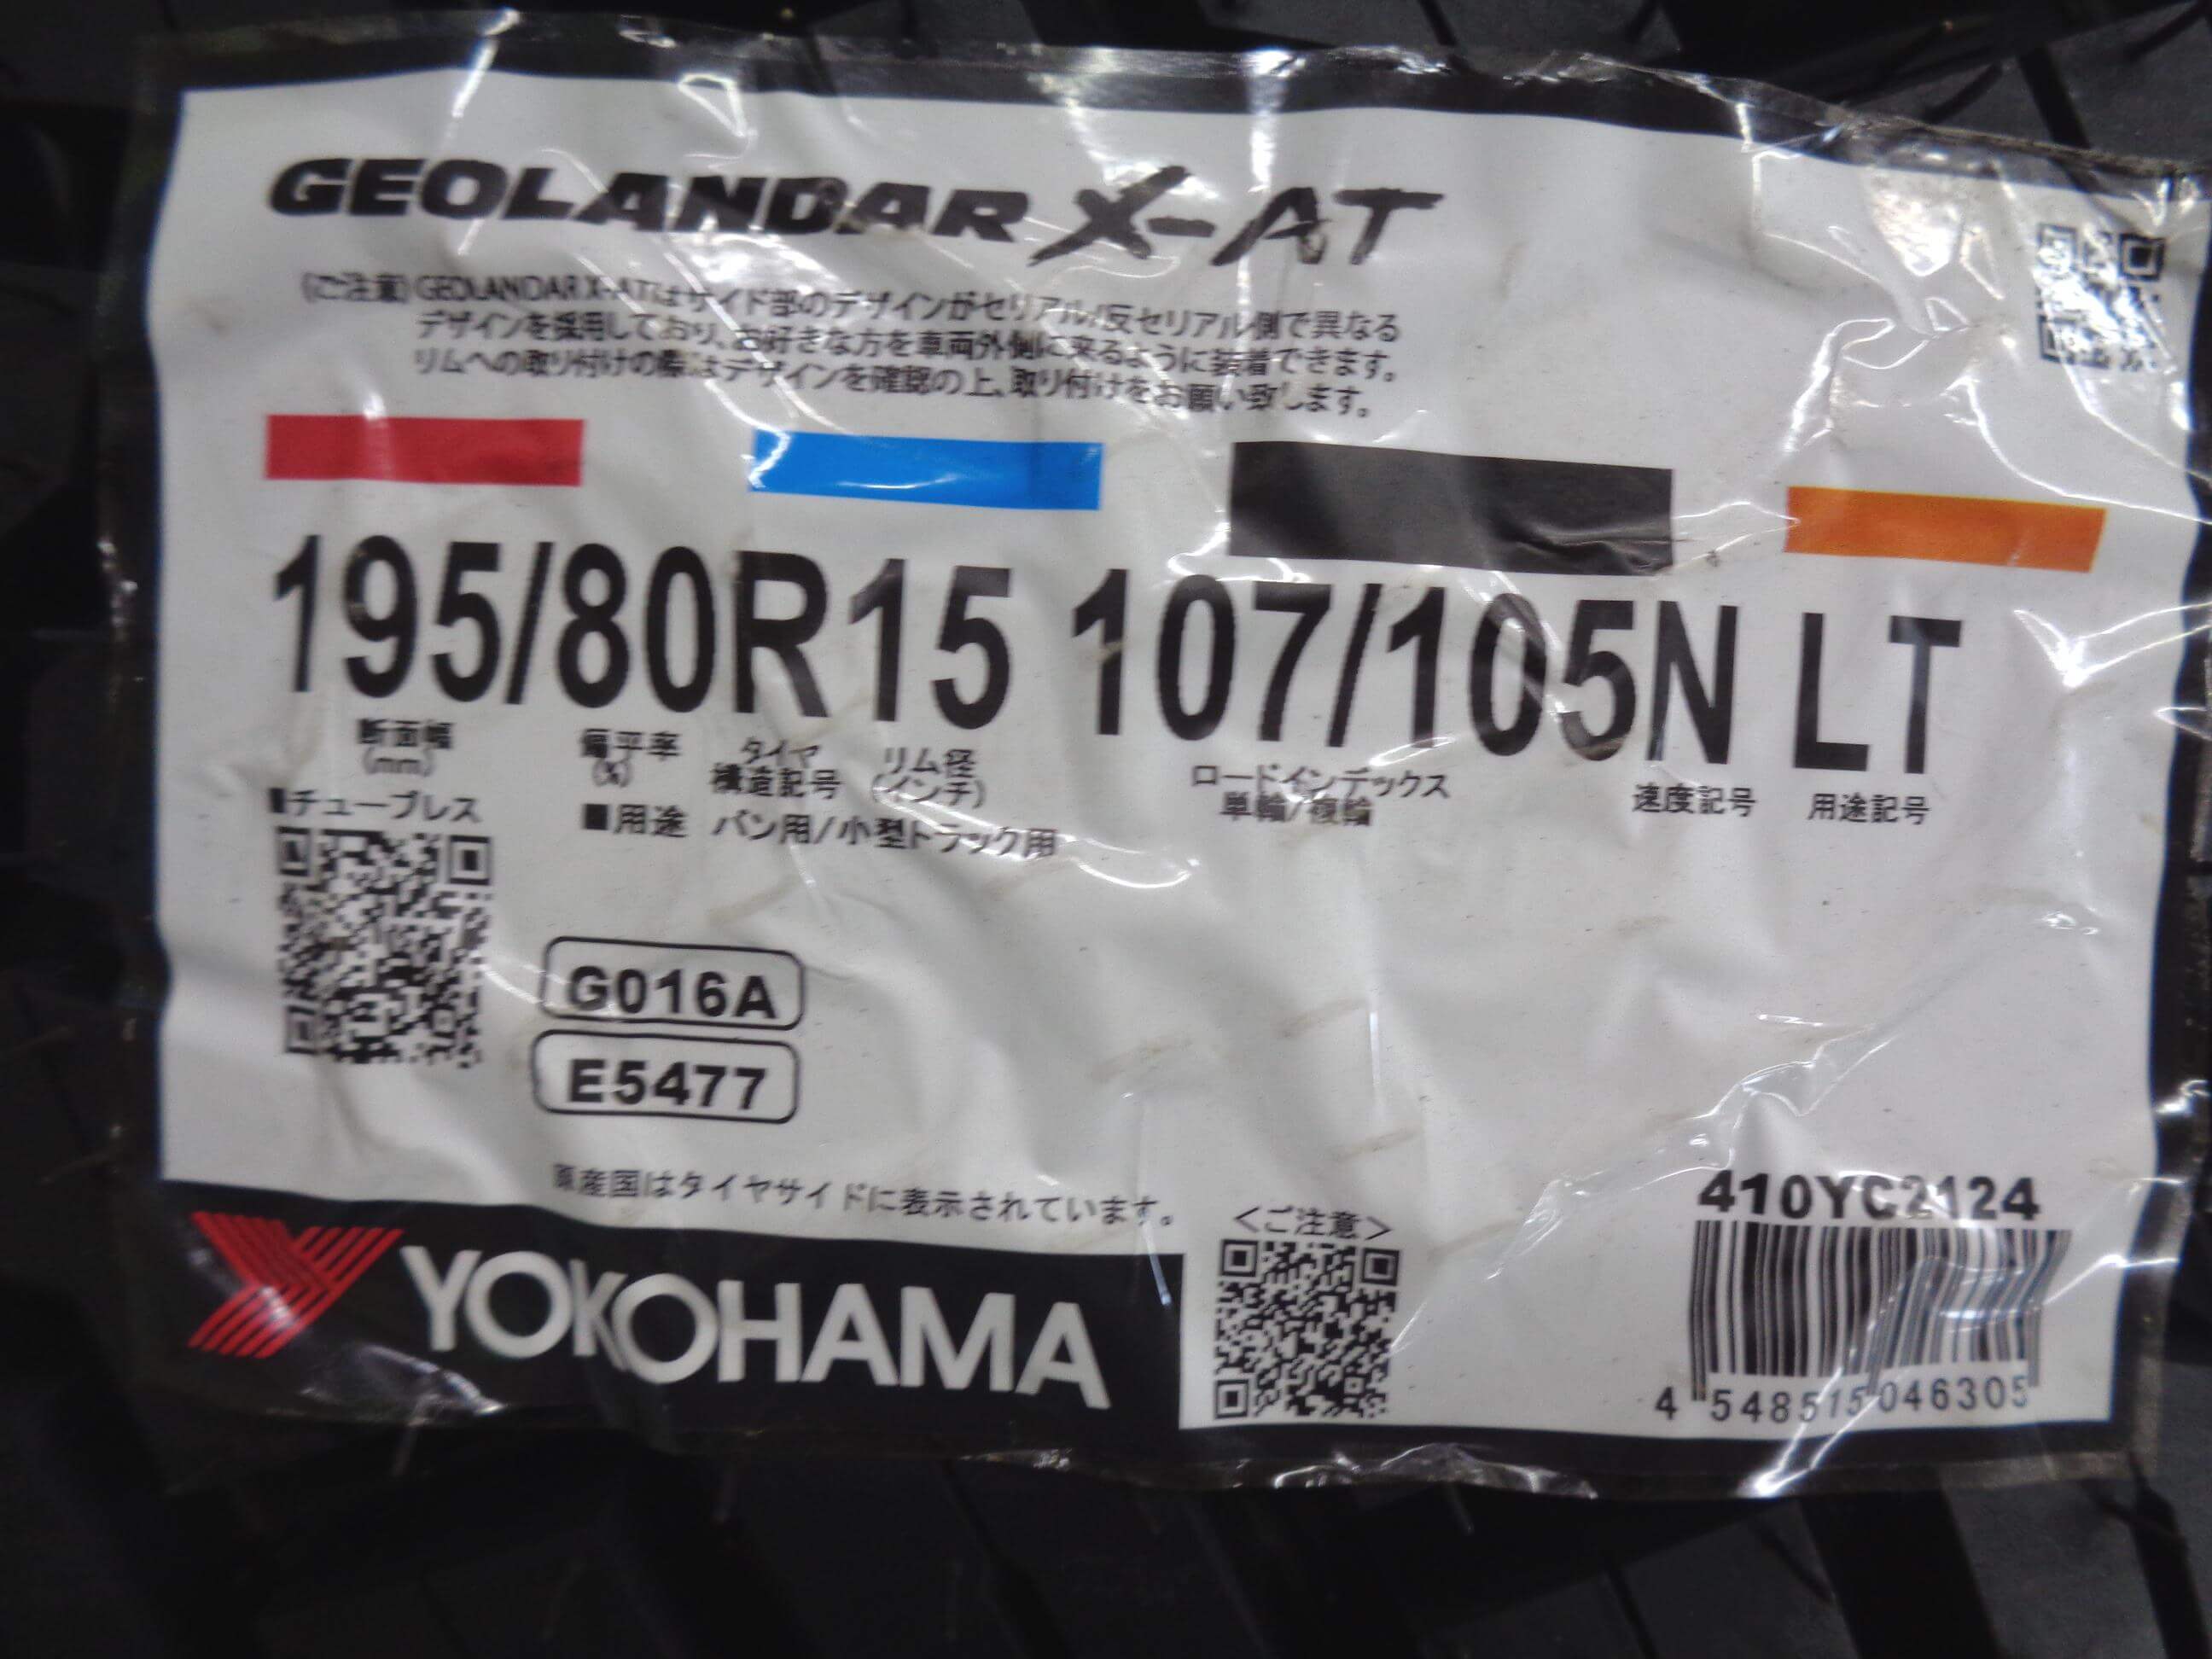 GEOLANDAR X-AT
(ご注意) GEOLANDAR X-ATはサイド部のデザインがセリアル/反セリアル側で異なる
デザインを採用しており、お好きな方を車両外側に来るように装着できます。
リムへの取り付けの際はデザインを確認の上、取り付けをお願い致します。
195/80R15 107/105N LT
断面幅 (mm)
偏平率 (%)
タイヤ 構造記号
リム径 (インチ)
ロードインデックス 単輪/複輪
速度記号
用途記号
■チューブレス
■用途 バン用/小型トラック用
G016A
E5477
原産国はタイヤサイドに表示されています。
YOKOHAMA
<ご注意>
410YC2124
4 548515 046305